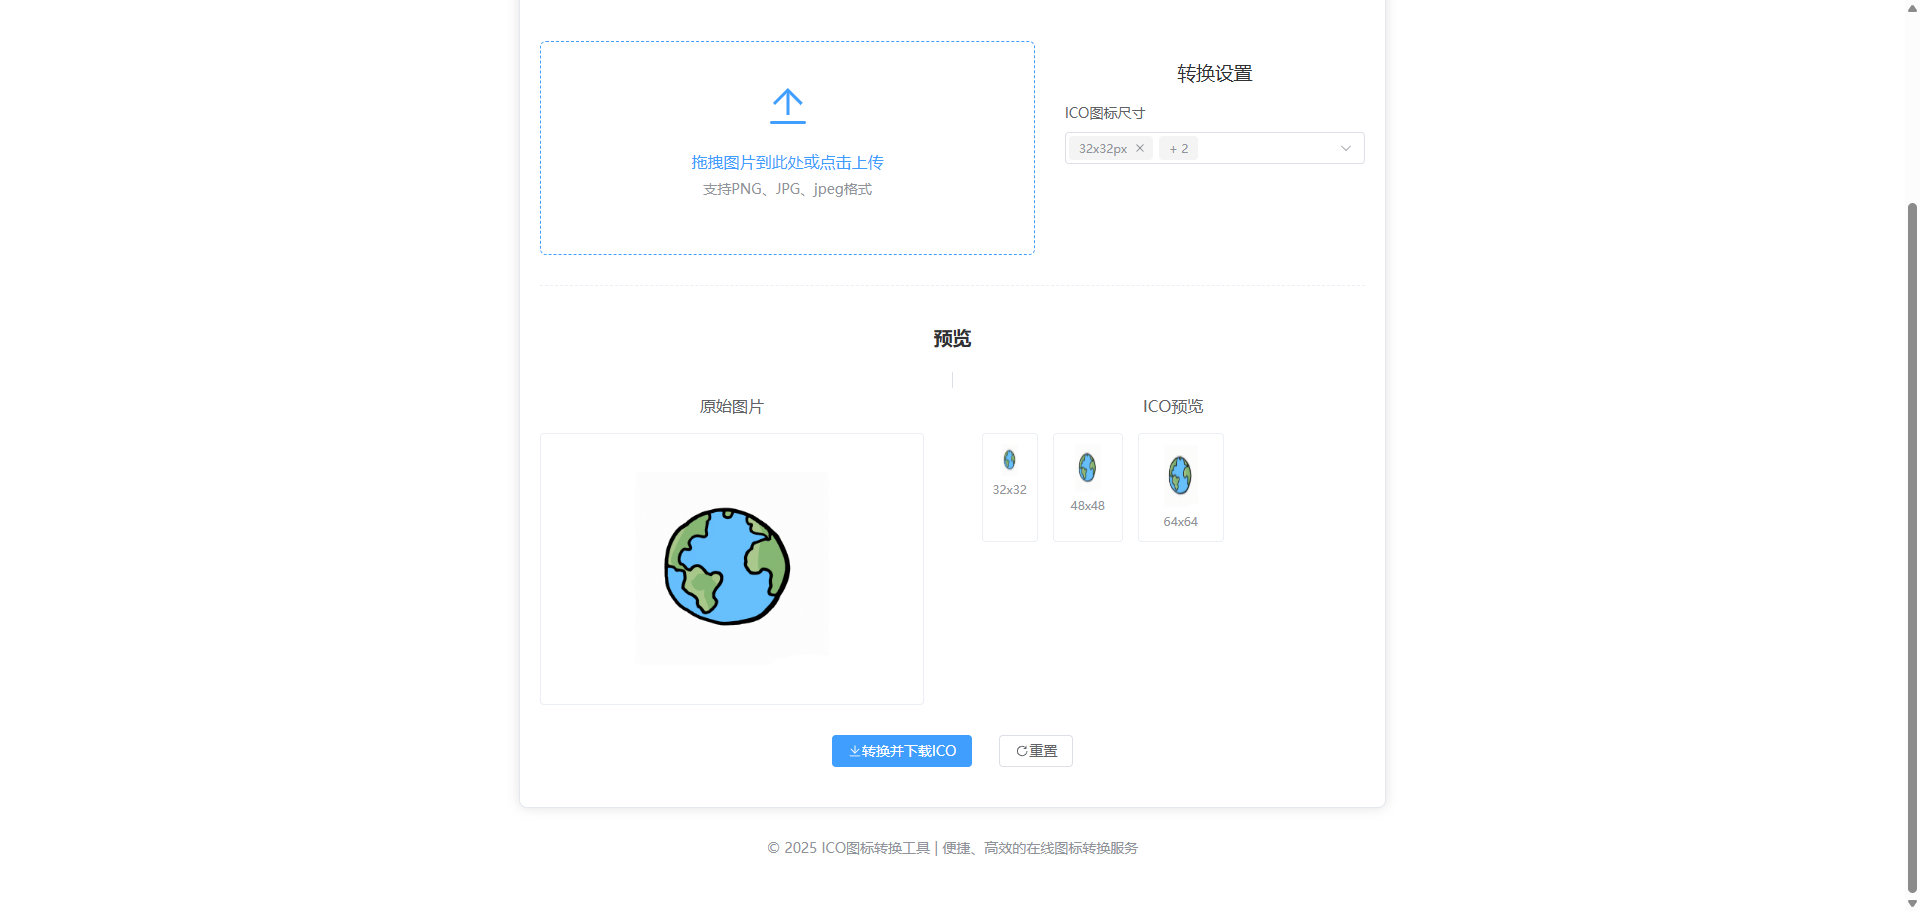 转换设置
ICO图标尺寸
32x32px
+ 2
拖拽图片到此处或点击上传
支持PNG、JPG、jpeg格式
预览
原始图片
ICO预览
32x32
48x48
64x64
转换并下载ICO
重置
© 2025 ICO图标转换工具 | 便捷、高效的在线图标转换服务